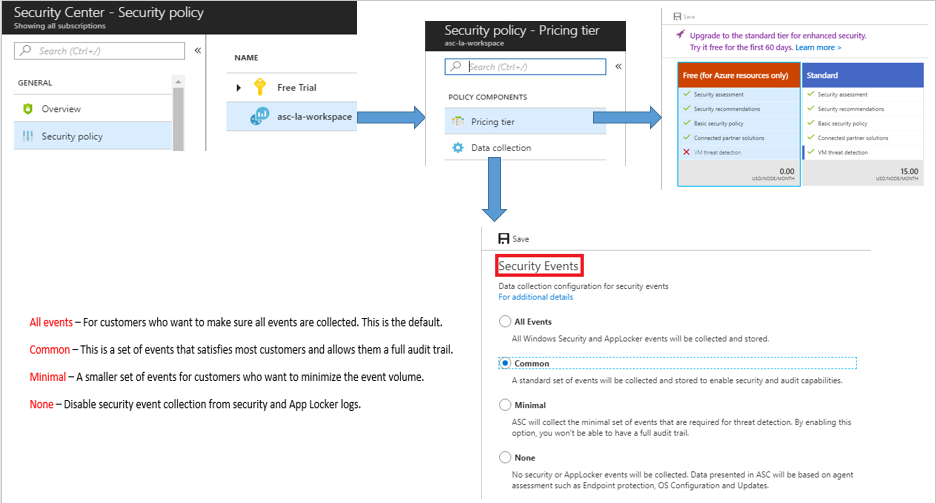 Security Center - Security policy
Showing all subscriptions
Search (Ctrl+/)
«
GENERAL
Overview
Security policy
NAME
Free Trial
asc-la-workspace
Security policy - Pricing tier
asc-la-workspace
Search (Ctrl+/)
«
POLICY COMPONENTS
Pricing tier
Data collection
Save
Upgrade to the standard tier for enhanced security.
Try it free for the first 60 days. Learn more >
Free (for Azure resources only)
Security assessment
Security recommendations
Basic security policy
Connected partner solutions
VM threat detection
0.00
USD/NODE/MONTH
Standard
Security assessment
Security recommendations
Basic security policy
Connected partner solutions
VM threat detection
15.00
USD/NODE/MONTH
All events – For customers who want to make sure all events are collected. This is the default.
Common – This is a set of events that satisfies most customers and allows them a full audit trail.
Minimal – A smaller set of events for customers who want to minimize the event volume.
None – Disable security event collection from security and App Locker logs.
Save
Security Events
Data collection configuration for security events
For additional details
All Events
All Windows Security and AppLocker events will be collected and stored.
Common
A standard set of events will be collected and stored to enable security and audit capabilities.
Minimal
ASC will collect the minimal set of events that are required for threat detection. By enabling this
option, you won't be able to have a full audit trail.
None
No security or AppLocker events will be collected. Data presented in ASC will be based on agent
assessment such as Endpoint protection, OS Configuration and Updates.